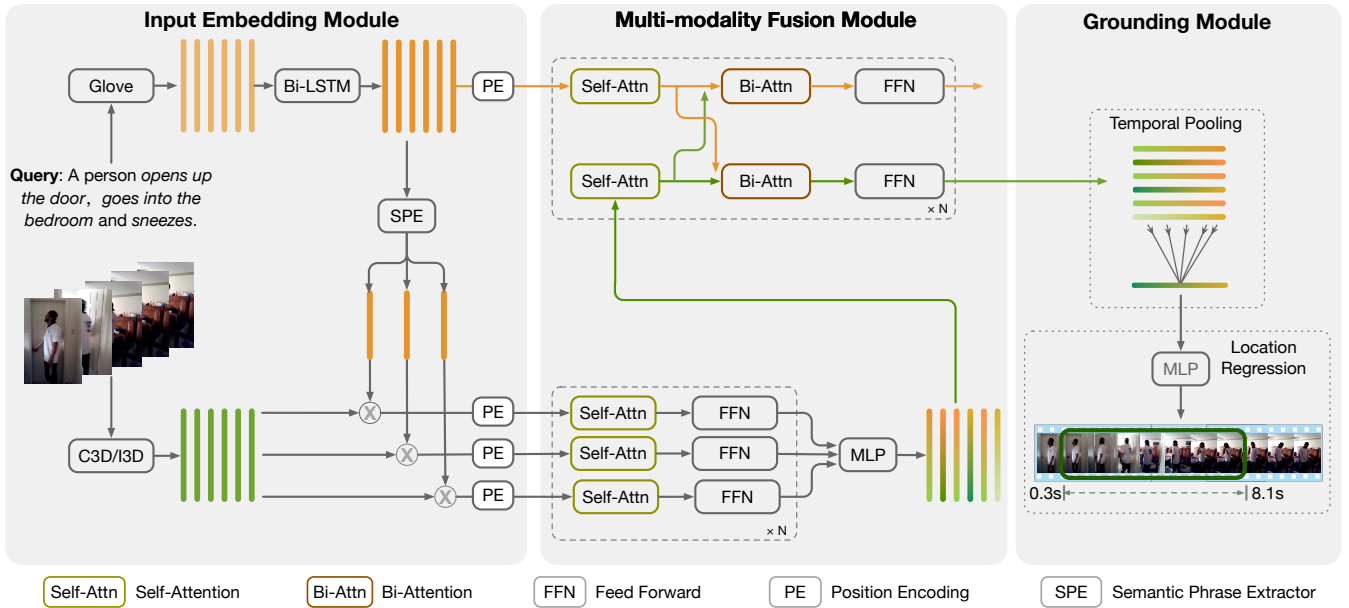 Input Embedding Module
Multi-modality Fusion Module
Grounding Module
Glove
Bi-LSTM
PE
Self-Attn
Bi-Attn
FFN
Query: A person opens up
the door, goes into the
bedroom and sneezes.
SPE
Self-Attn
Bi-Attn
FFN
× N
Temporal Pooling
C3D/I3D
X
X
X
PE
PE
PE
Self-Attn
FFN
Self-Attn
FFN
Self-Attn
FFN
× N
MLP
Location
Regression
MLP
0.3s
8.1s
Self-Attn Self-Attention
Bi-Attn Bi-Attention
FFN Feed Forward
PE Position Encoding
SPE Semantic Phrase Extractor